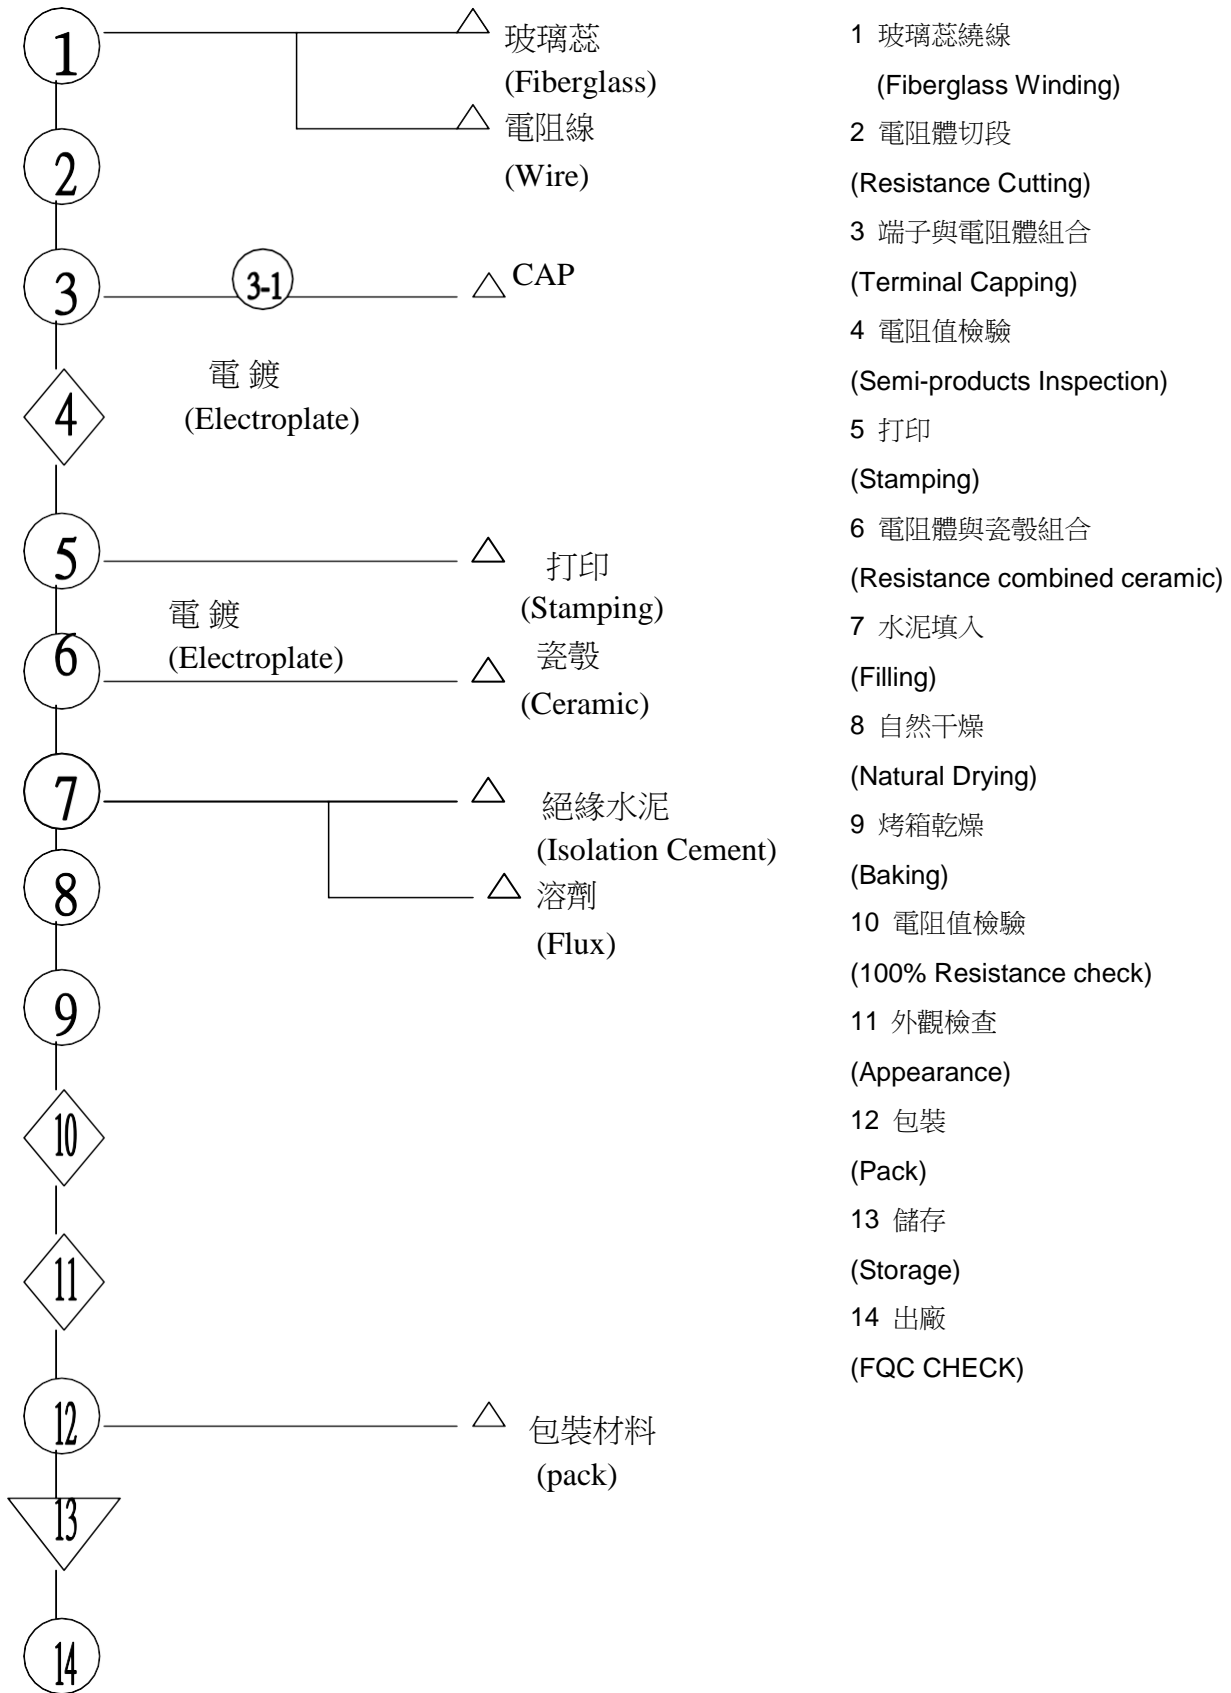 1
玻璃蕊
(Fiberglass)
電阻線
(Wire)
2
3
3-1
CAP
電 鍍
(Electroplate)
4
5
打印
(Stamping)
電 鍍
(Electroplate)
6
瓷彀
(Ceramic)
7
絕緣水泥
(Isolation Cement)
溶劑
(Flux)
8
9
10
11
12
包裝材料
(pack)
13
14
1 玻璃蕊繞線
(Fiberglass Winding)
2 電阻體切段
(Resistance Cutting)
3 端子與電阻體組合
(Terminal Capping)
4 電阻值檢驗
(Semi-products Inspection)
5 打印
(Stamping)
6 電阻體與瓷彀組合
(Resistance combined ceramic)
7 水泥填入
(Filling)
8 自然干燥
(Natural Drying)
9 烤箱乾燥
(Baking)
10 電阻值檢驗
(100% Resistance check)
11 外觀檢查
(Appearance)
12 包裝
(Pack)
13 儲存
(Storage)
14 出廠
(FQC CHECK)